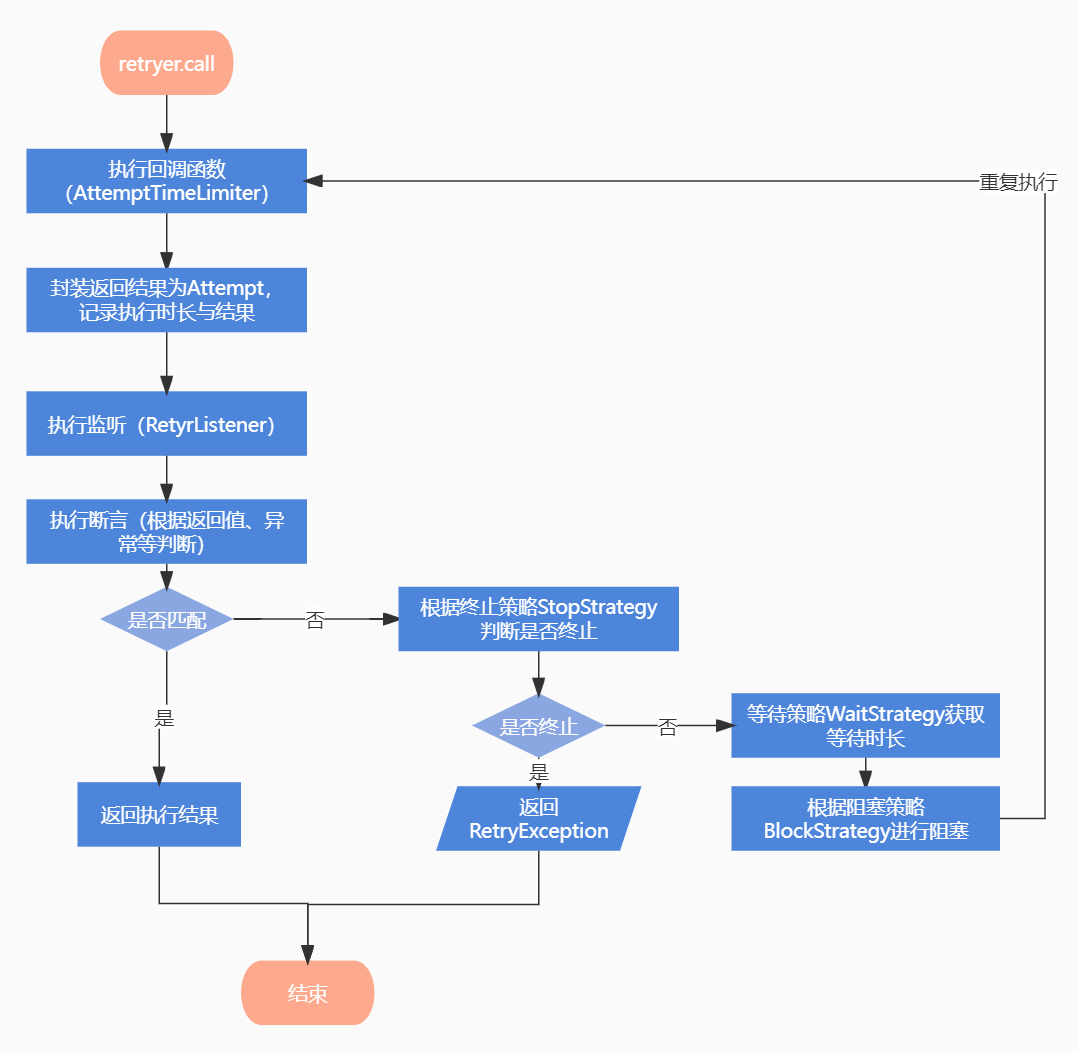 retryer.call
执行回调函数
（AttemptTimeLimiter）
重复执行
封装返回结果为Attempt，
记录执行时长与结果
执行监听（RetyrListener）
执行断言（根据返回值、异
常等判断）
是否匹配
否
根据终止策略StopStrategy
判断是否终止
是
是否终止
否
等待策略WaitStrategy获取
等待时长
是
返回执行结果
返回
RetryException
根据阻塞策略
BlockStrategy进行阻塞
结束